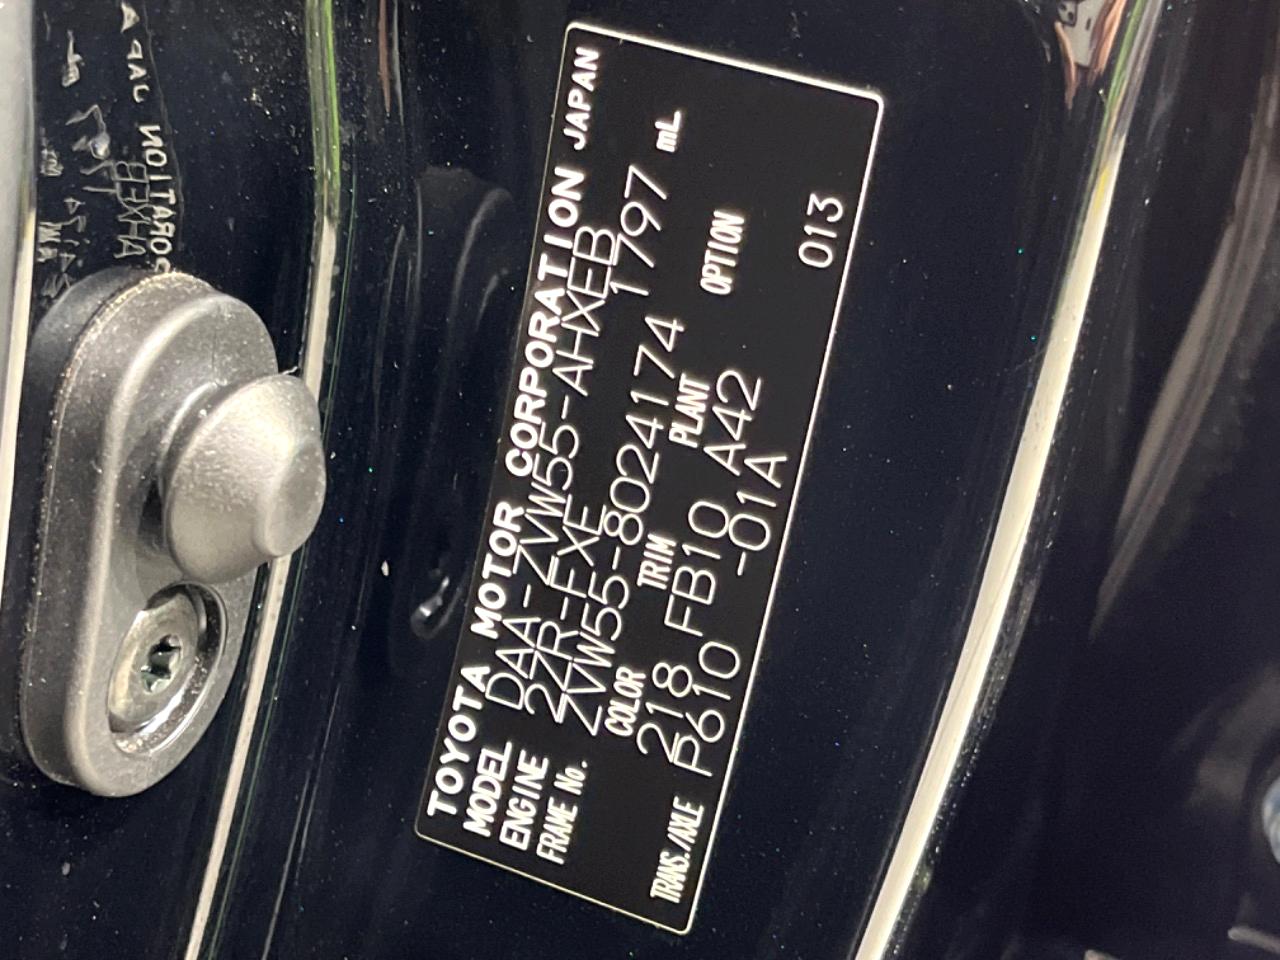 TOYOTA MOTOR CORPORATION JAPAN
MODEL DAA-ZVW55-AHXEB
ENGINE 2ZR-FXE 1797 mL
FRAME No. ZVW55-8024174
COLOR TRIM PLANT OPTION
218 FB10 A42
TRANS./AXLE P610 -01A 013